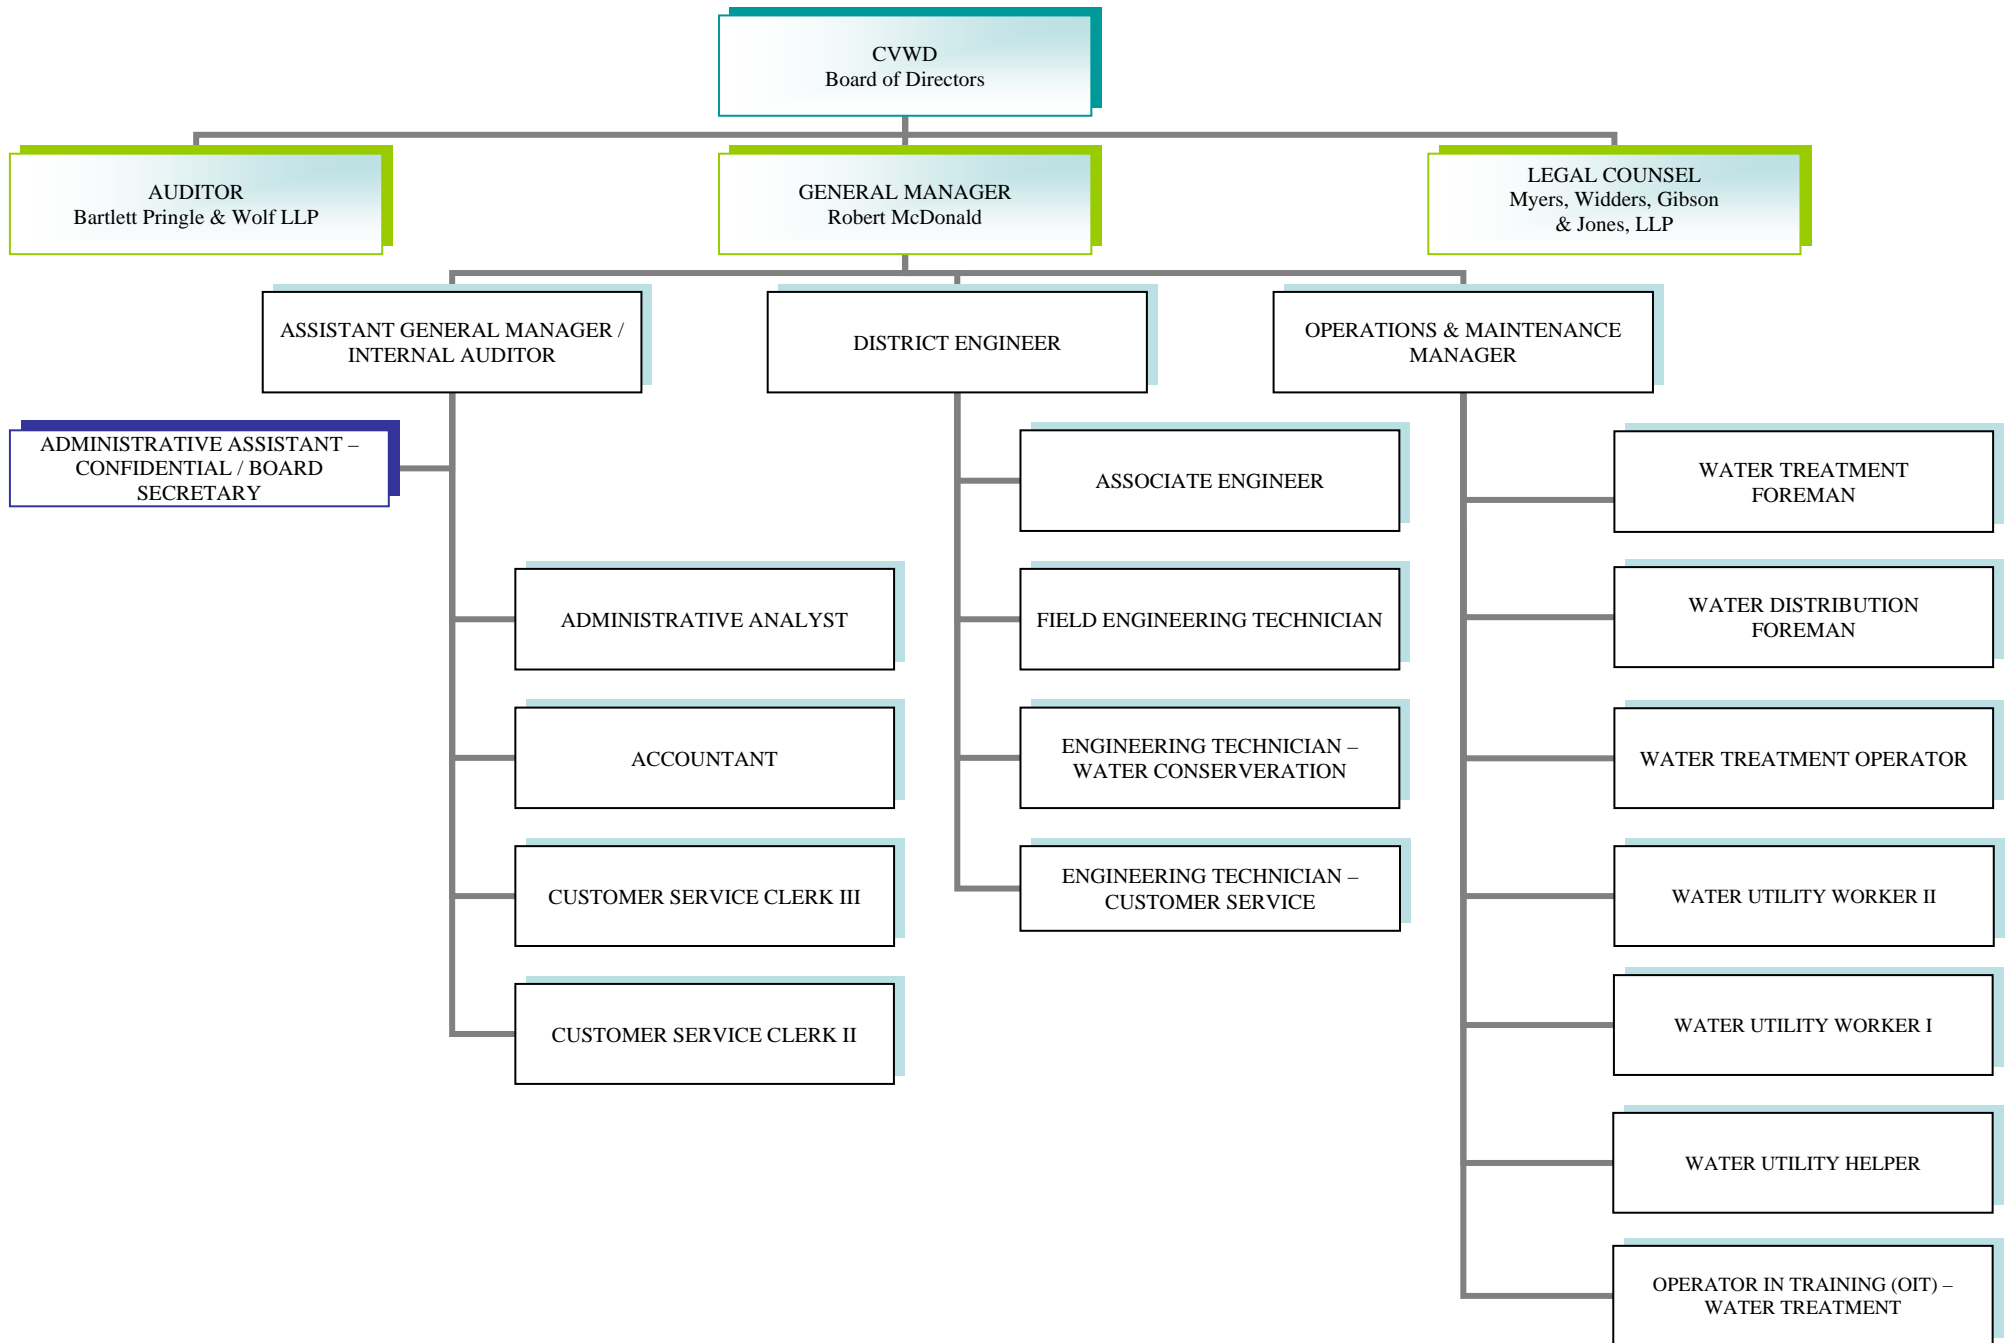 CVWD
Board of Directors
AUDITOR
Bartlett Pringle & Wolf LLP
GENERAL MANAGER
Robert McDonald
LEGAL COUNSEL
Myers, Widders, Gibson
& Jones, LLP
ASSISTANT GENERAL MANAGER /
INTERNAL AUDITOR
DISTRICT ENGINEER
OPERATIONS & MAINTENANCE
MANAGER
ADMINISTRATIVE ASSISTANT –
CONFIDENTIAL / BOARD
SECRETARY
ADMINISTRATIVE ANALYST
ACCOUNTANT
CUSTOMER SERVICE CLERK III
CUSTOMER SERVICE CLERK II
ASSOCIATE ENGINEER
FIELD ENGINEERING TECHNICIAN
ENGINEERING TECHNICIAN –
WATER CONSERVERATION
ENGINEERING TECHNICIAN –
CUSTOMER SERVICE
WATER TREATMENT
FOREMAN
WATER DISTRIBUTION
FOREMAN
WATER TREATMENT OPERATOR
WATER UTILITY WORKER II
WATER UTILITY WORKER I
WATER UTILITY HELPER
OPERATOR IN TRAINING (OIT) –
WATER TREATMENT